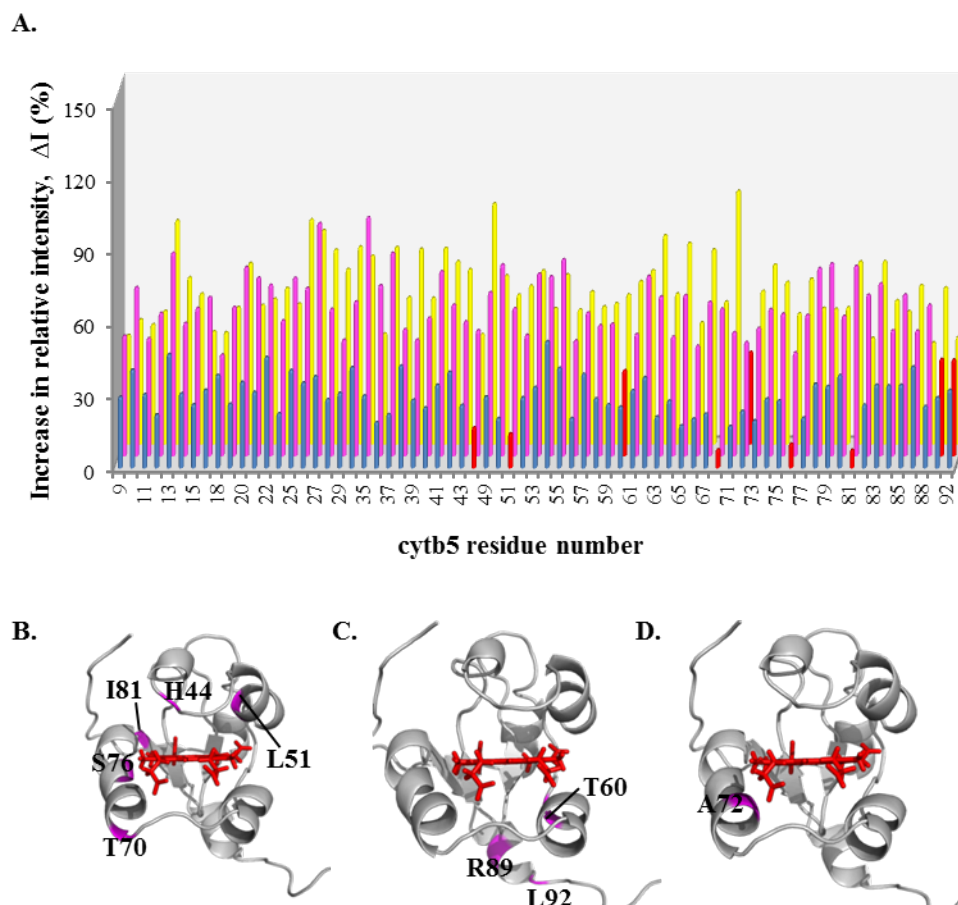 A.
Increase in relative intensity, ΔI (%)
150
120
90
60
30
0
9 11 13 15 18 20 22 25 27 29 35 37 39 41 43 49 51 53 55 57 59 61 63 65 67 71 73 75 77 79 81 83 85 88 92
cytb5 residue number
B.
C.
D.
I81 H44
L51
S76
T70
T60
R89
L92
A72